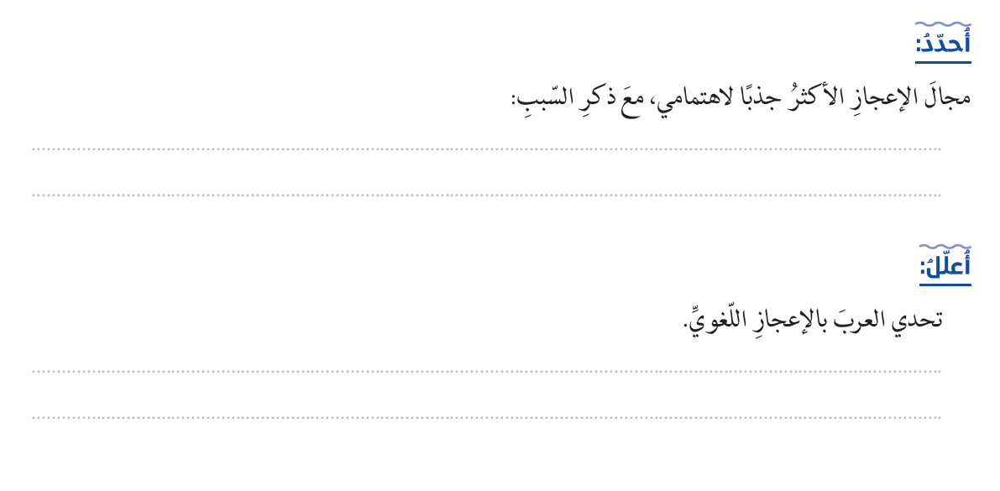 أُحدّدُ:
مجالَ الإعجازِ الأكثرُ جذبًا لاهتمامي، معَ ذكرِ السّببِ:
أُعلّلُ:
تحدي العربَ بالإعجازِ اللّغويِّ.